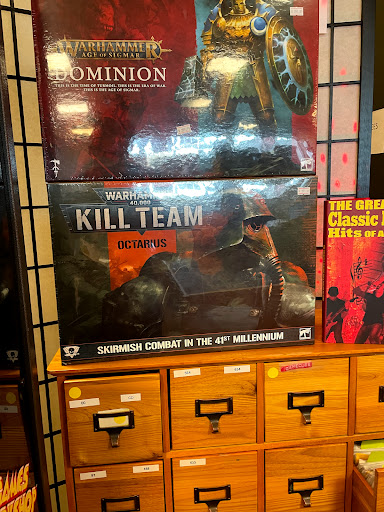 WARHAMMER
AGE OF SIGMAR
DOMINION
THIS IS THE TIME OF TURMOIL. THIS IS THE ERA OF WAR.
THIS IS THE AGE OF SIGMAR.
40,000
KILL TEAM
OCTARIUS
SKIRMISH COMBAT IN THE 41ST MILLENNIUM
THE GREA
Classic
Hits OF A